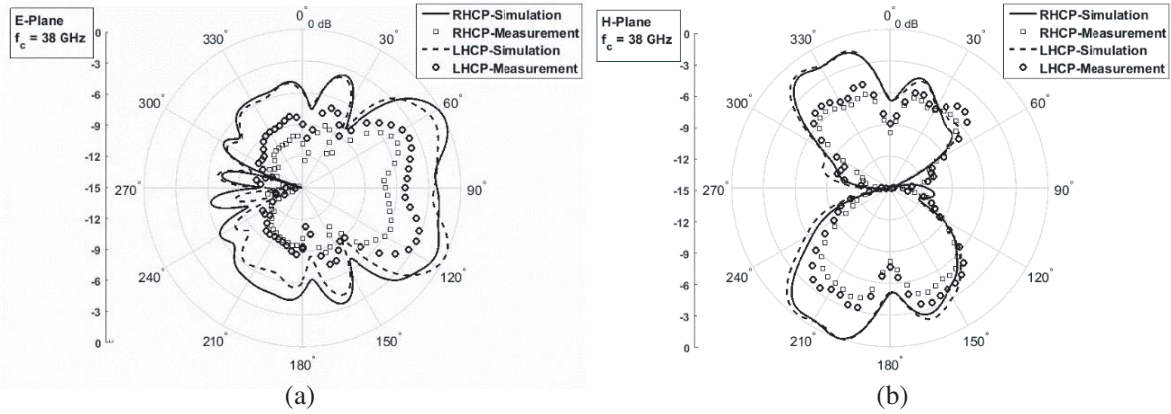 E-Plane
f_c = 38 GHz
RHCP-Simulation
RHCP-Measurement
LHCP-Simulation
LHCP-Measurement
0°
0 dB
30°
60°
90°
120°
150°
180°
210°
240°
270°
300°
330°
0
-3
-6
-9
-12
-15
-12
-9
-6
-3
0
(a)
H-Plane
f_c = 38 GHz
RHCP-Simulation
RHCP-Measurement
LHCP-Simulation
LHCP-Measurement
0°
0 dB
30°
60°
90°
120°
150°
180°
210°
240°
270°
300°
330°
0
-3
-6
-9
-12
-15
-12
-9
-6
-3
0
(b)